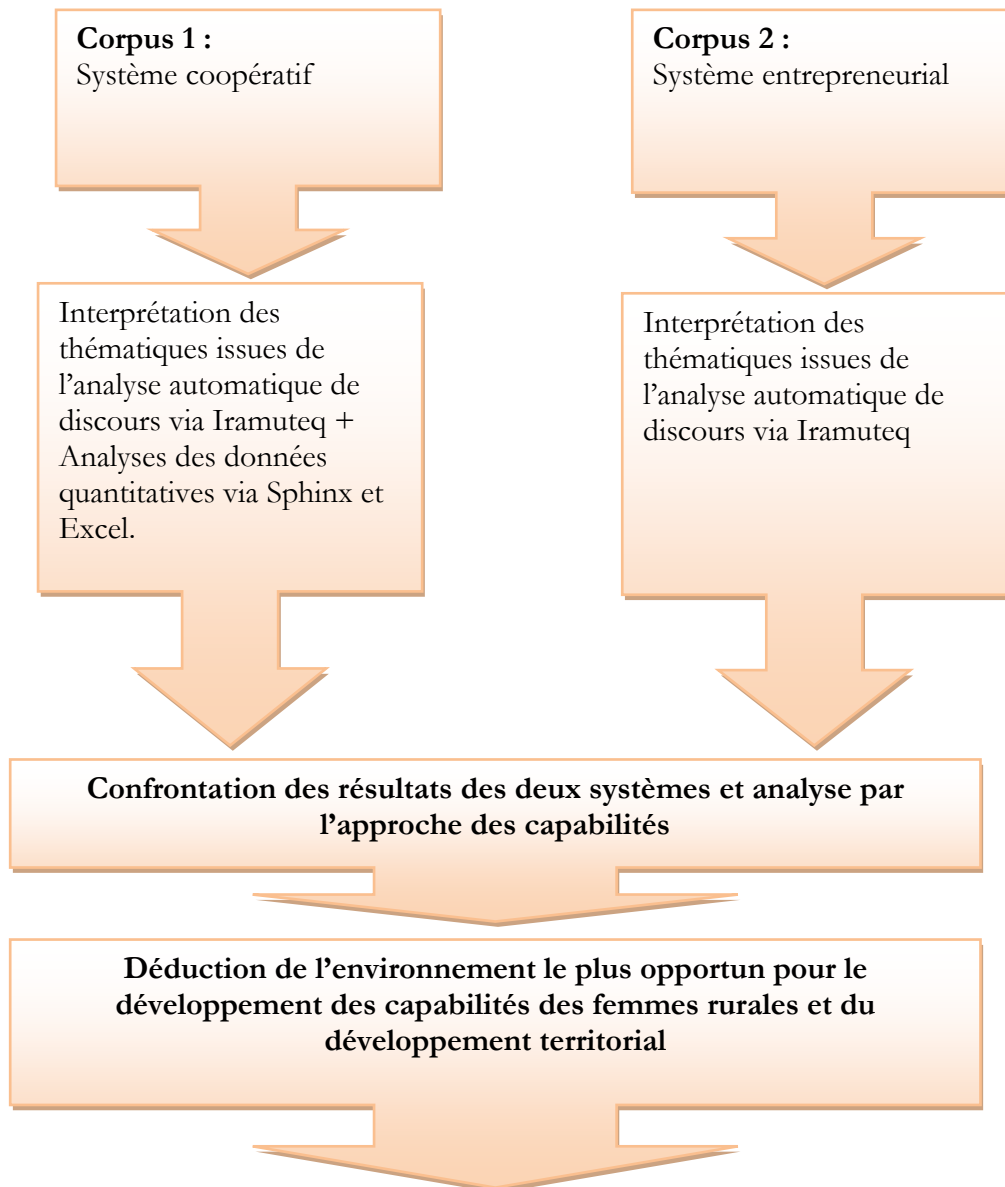 Corpus 1 :
Système coopératif
Corpus 2 :
Système entrepreneurial
Interprétation des
thématiques issues de
l’analyse automatique de
discours via Iramuteq +
Analyses des données
quantitatives via Sphinx et
Excel.
Interprétation des
thématiques issues de
l’analyse automatique de
discours via Iramuteq
Confrontation des résultats des deux systèmes et analyse par
l’approche des capabilités
Déduction de l’environnement le plus opportun pour le
développement des capabilités des femmes rurales et du
développement territorial